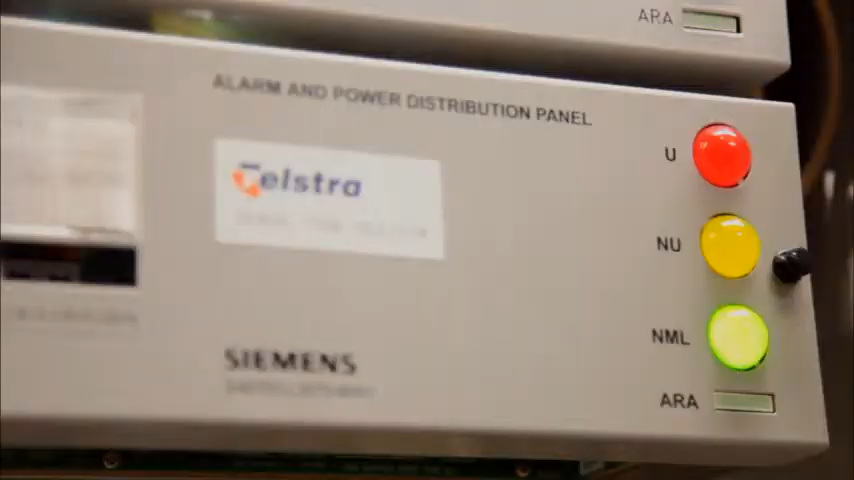 ARA
ALARM AND POWER DISTRIBUTION PANEL
U
Telstra
NU
NML
SIEMENS
ARA